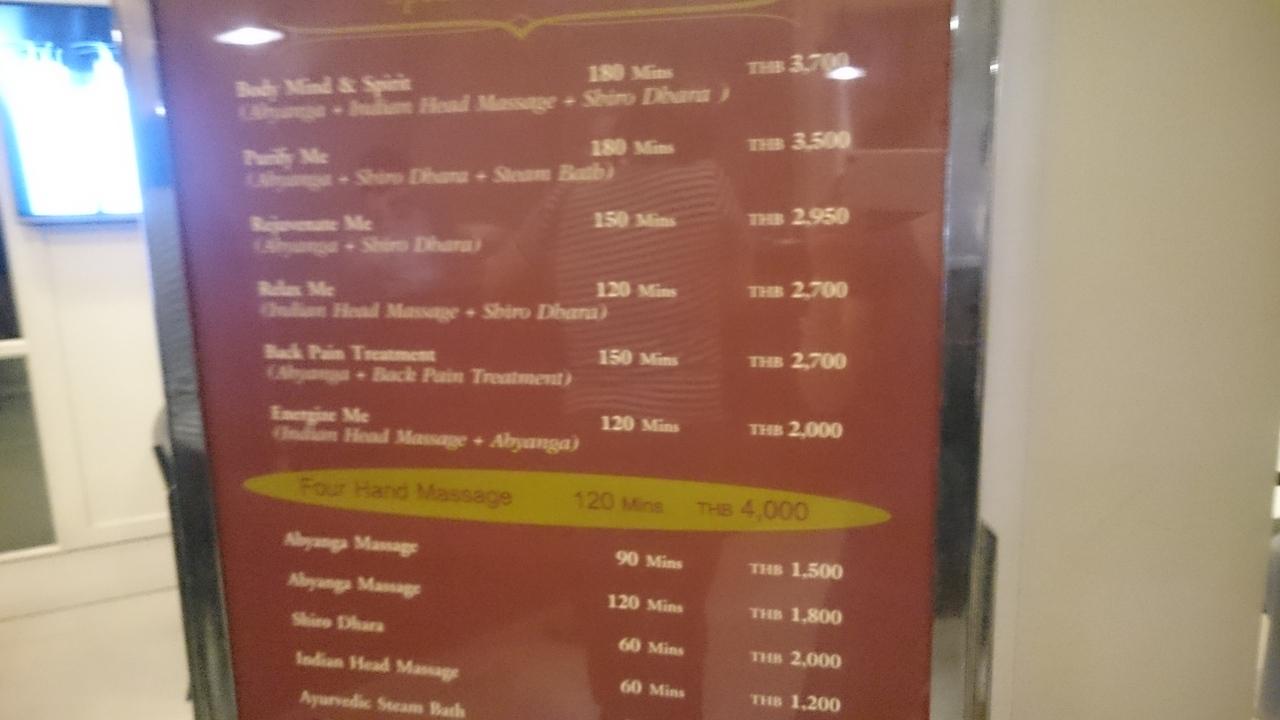 Body Mind & Spirit 180 Mins THB 3,700
(Abyanga + Indian Head Massage + Shiro Dhara )
Purify Me 180 Mins THB 3,500
(Abyanga + Shiro Dhara + Steam Bath)
Rejuvenate Me 150 Mins THB 2,950
(Abyanga + Shiro Dhara)
Relax Me 120 Mins THB 2,700
(Indian Head Massage + Shiro Dhara)
Back Pain Treatment 150 Mins THB 2,700
(Abyanga + Back Pain Treatment)
Energize Me 120 Mins THB 2,000
(Indian Head Massage + Abyanga)
Four Hand Massage 120 Mins THB 4,000
Abyanga Massage 90 Mins THB 1,500
Abyanga Massage 120 Mins THB 1,800
Shiro Dhara 60 Mins THB 2,000
Indian Head Massage 60 Mins THB 1,200
Ayurvedic Steam Bath